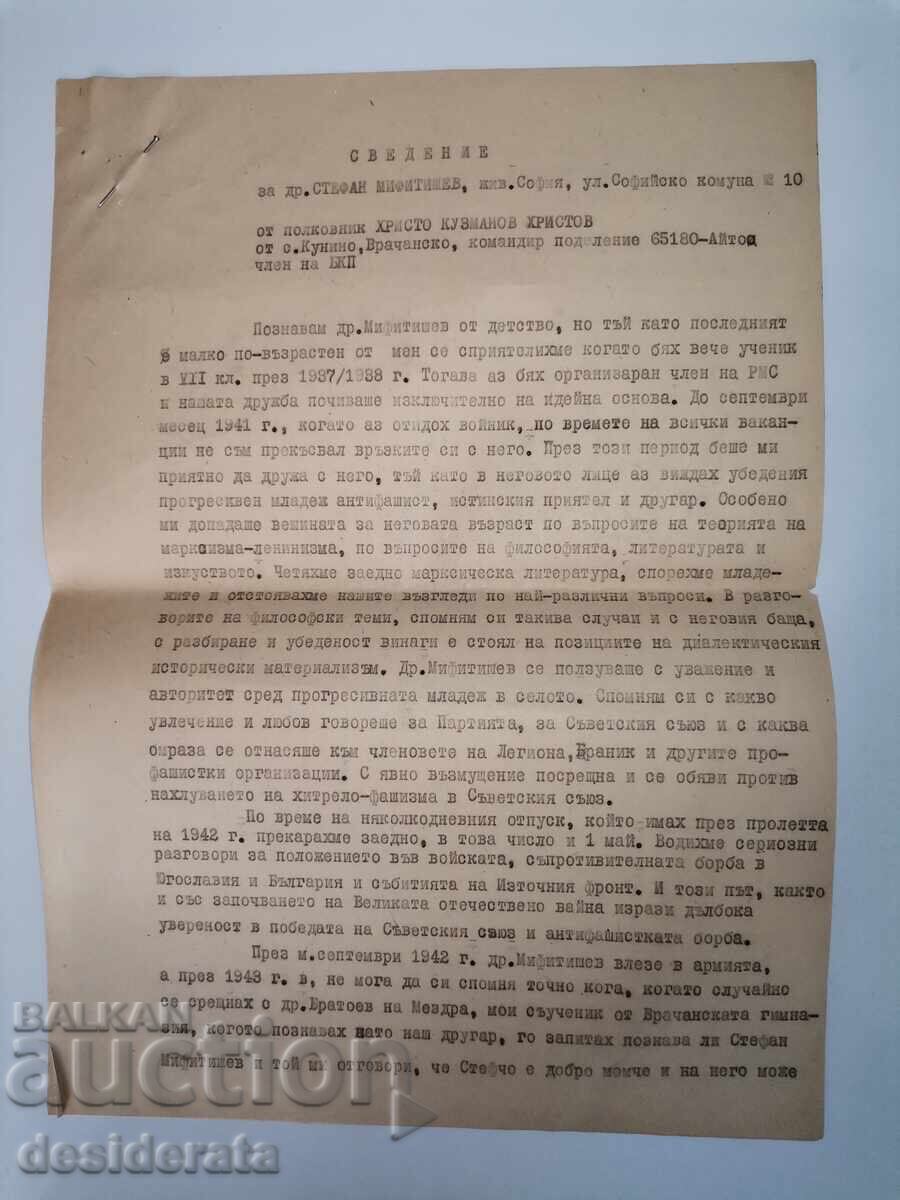 СВЕДЕНИЕ
за др.СТЕФАН МИФИТИШЕВ, жив.София, ул.Софийско комуна № 10
от полковник ХРИСТО КУЗМАНОВ ХРИСТОВ
от с.Кунино,Врачанско, командир поделение 65180-Айтос
член на БКП
Познавам др.Мифитишев от детство, но тъй като последният
е малко по-възрастен от мен се сприятелихме когато бях вече ученик
в VII кл. през 1937/1938 г. Тогава аз бях организаран член на РМС
и нашата дружба почиваше изключително на идейна основа. До септември
месец 1941 г., когато аз отидох войник, по времете на всички вакан-
ции не съм прекъсвал връзките си с него. През този период беше ми
приятно да дружа с него, тъй като в неговото лице аз виждах убедения
прогресивен младеж антифашист, истинския приятел и другар. Особено
ми допадаше вещината за неговата възраст по въпросите на теорията на
марксизма-ленинизма, по въпросите на философията, литературата и
изкуството. Четяхме заедно марксическа литература, спорехме младе-
жите и отстоявахме нашите възгледи по най-различни въпроси. В разго-
ворите на философски теми, спомням си такива случаи и с неговия баща,
с разбиране и убеденост винаги е стоял на позициите на диалектическия
исторически материализъм. Др.Мифитишев се ползуваше с уважение и
авторитет сред прогресивната младеж в селото. Спомням си с какво
увлечение и любов говореше за Партията, за Съветския съюз и с каква
омраза се отнасяше към членовете на Легиона,Браник и другите про-
фашистки организации. С явно възмущение посрещна и се обяви против
нахлуването на хитрело-фашизма в Съветския съюз.
По време на няколкодневния отпуск, който имах през пролетта
на 1942 г. прекарахме заедно, в това число и 1 май. Водихме сериозни
разговори за положението във войската, съпротивителната борба в
Югославия и България и събитията на Източния фронт. И този път, както
и със започването на Великата отечествено вайна изрази дълбока
увереност в победата на Съветския съюз и антифашистката борба.
През м.септември 1942 г. др.Мифитишев влезе в армията,
а през 1943 г. в, не мога да си спомня точно кога, когато случайно
се срещнах с др.Братоев на Мездра, мои съученик от Врачанската гимна-
зия, когото познавах като наш другар, го запитах познава ли Стефан
Мифитишев и той ми отговори, че Стефчо е добро момче и на него може
BALKAN
auction
desiderata